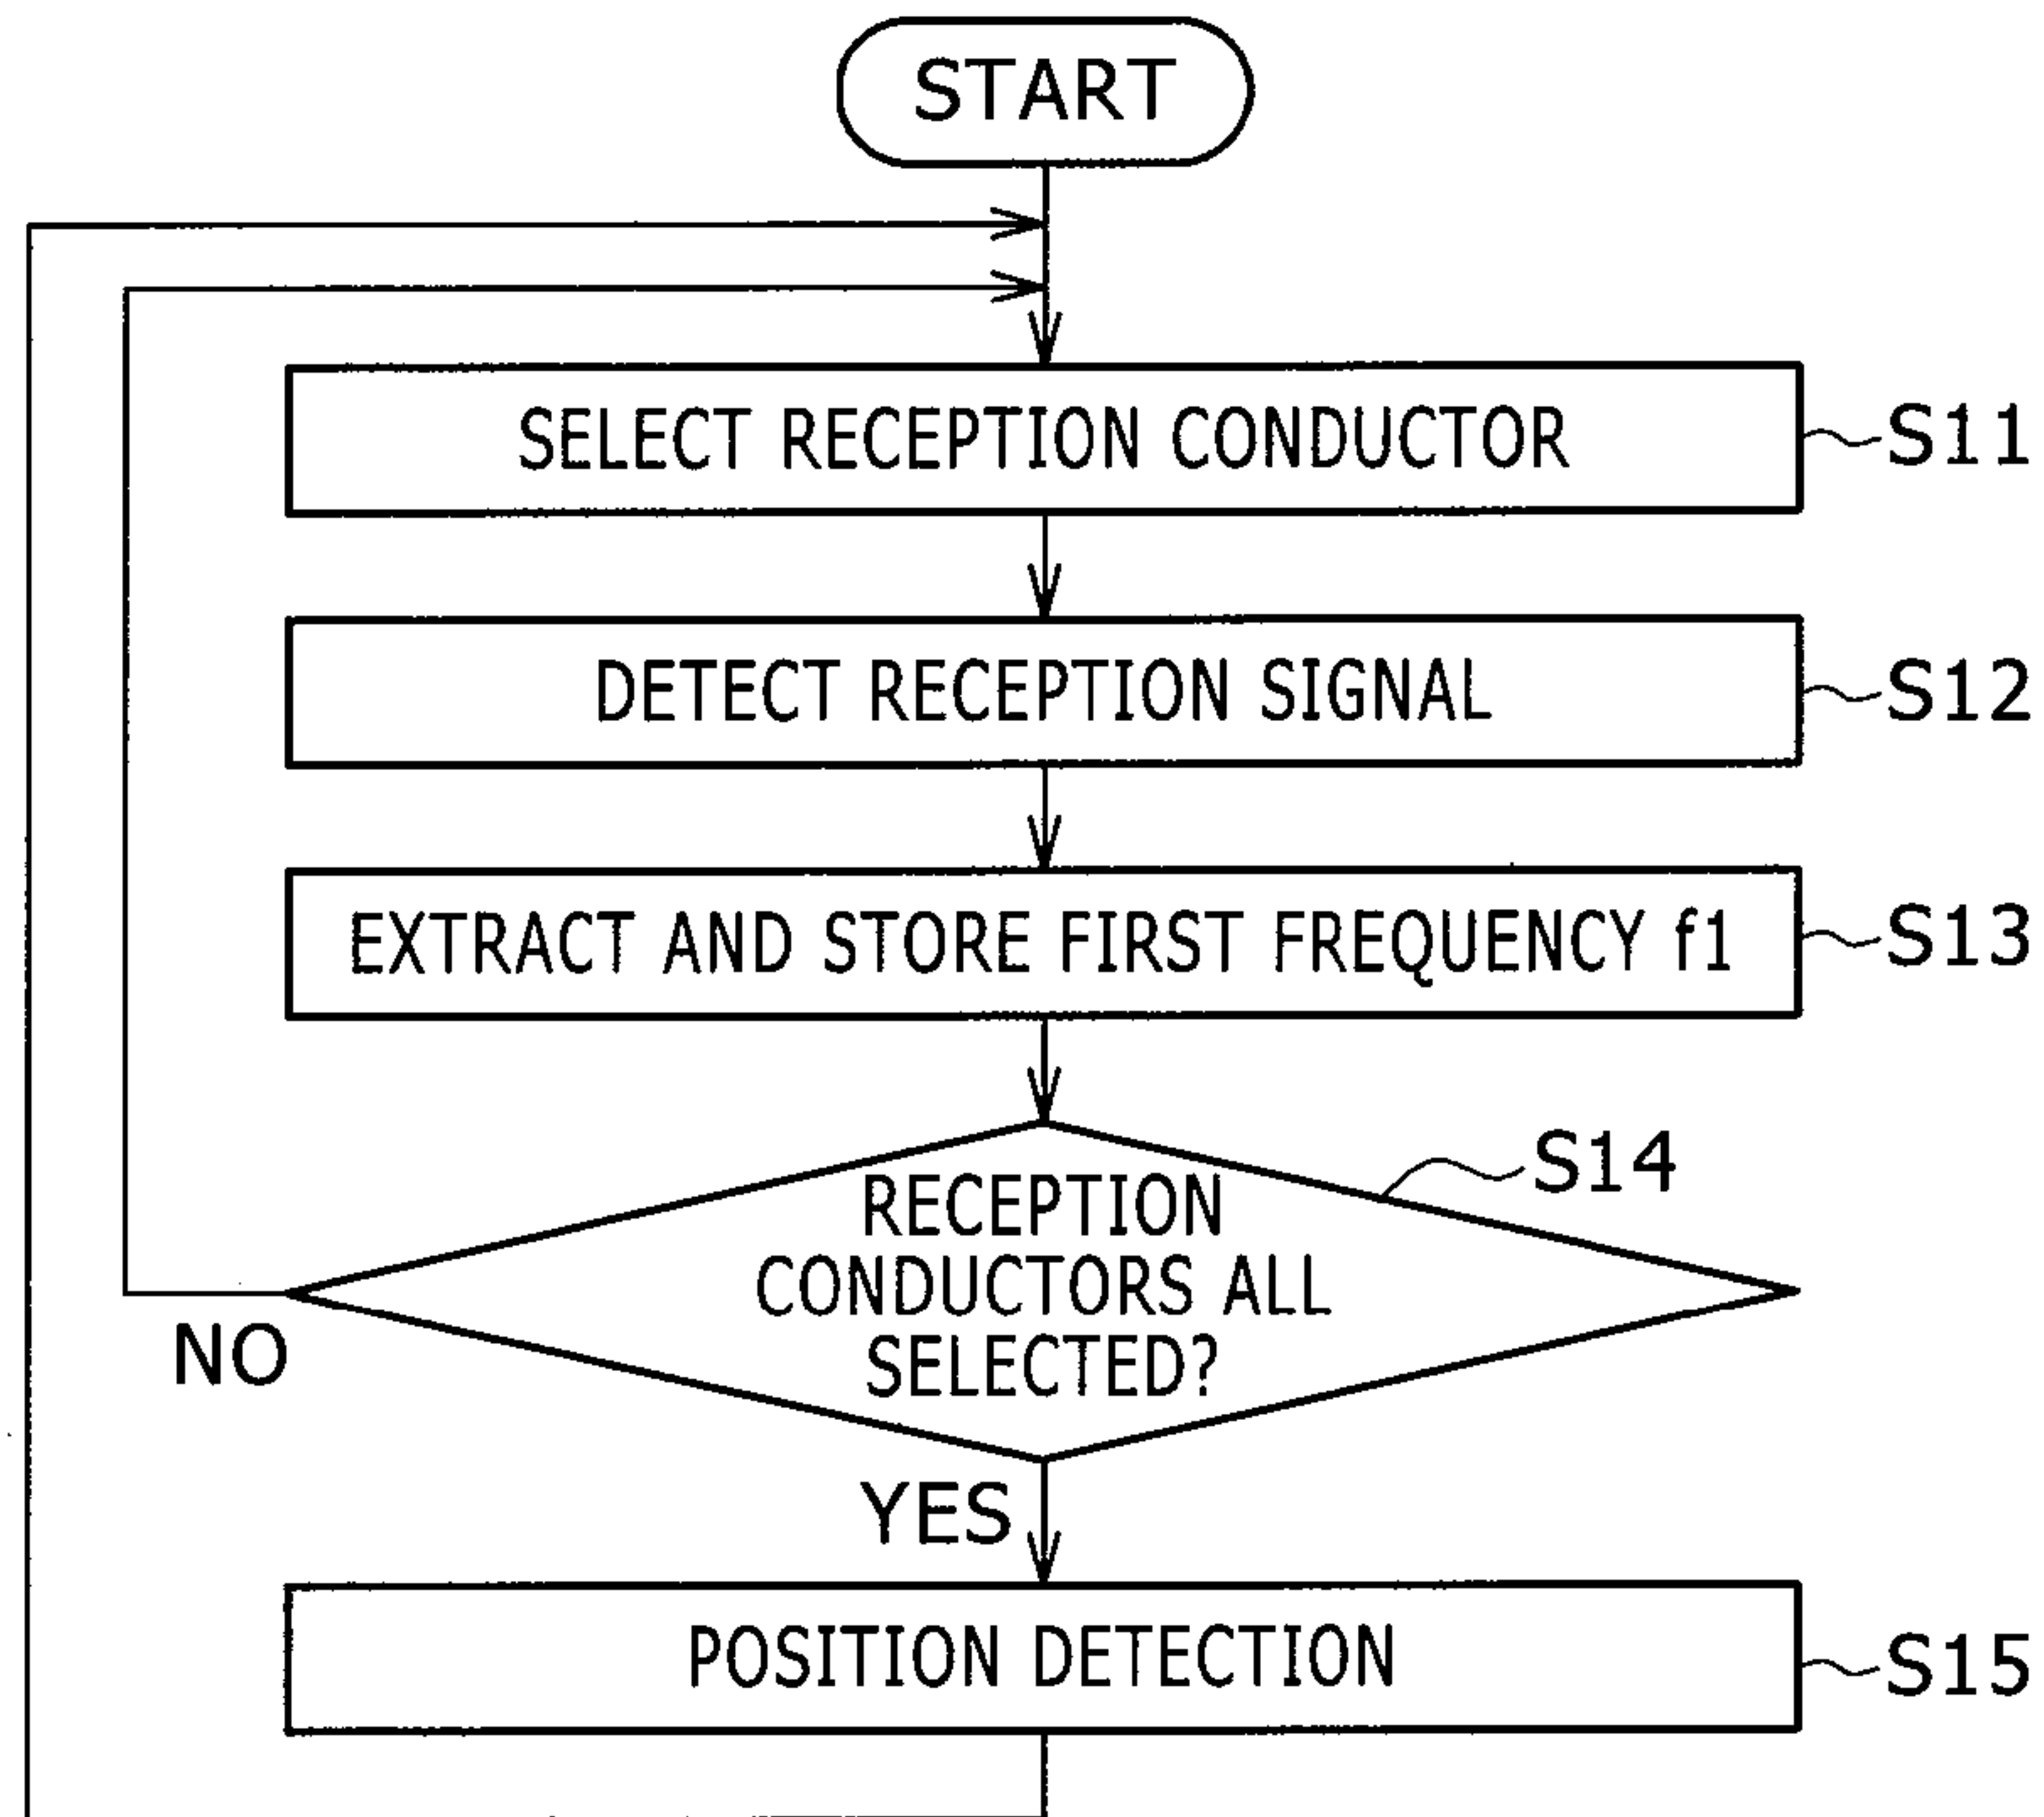 START
SELECT RECEPTION CONDUCTOR
S11
DETECT RECEPTION SIGNAL
S12
EXTRACT AND STORE FIRST FREQUENCY f1
S13
S14
RECEPTION
CONDUCTORS ALL
SELECTED?
NO
YES
POSITION DETECTION
S15